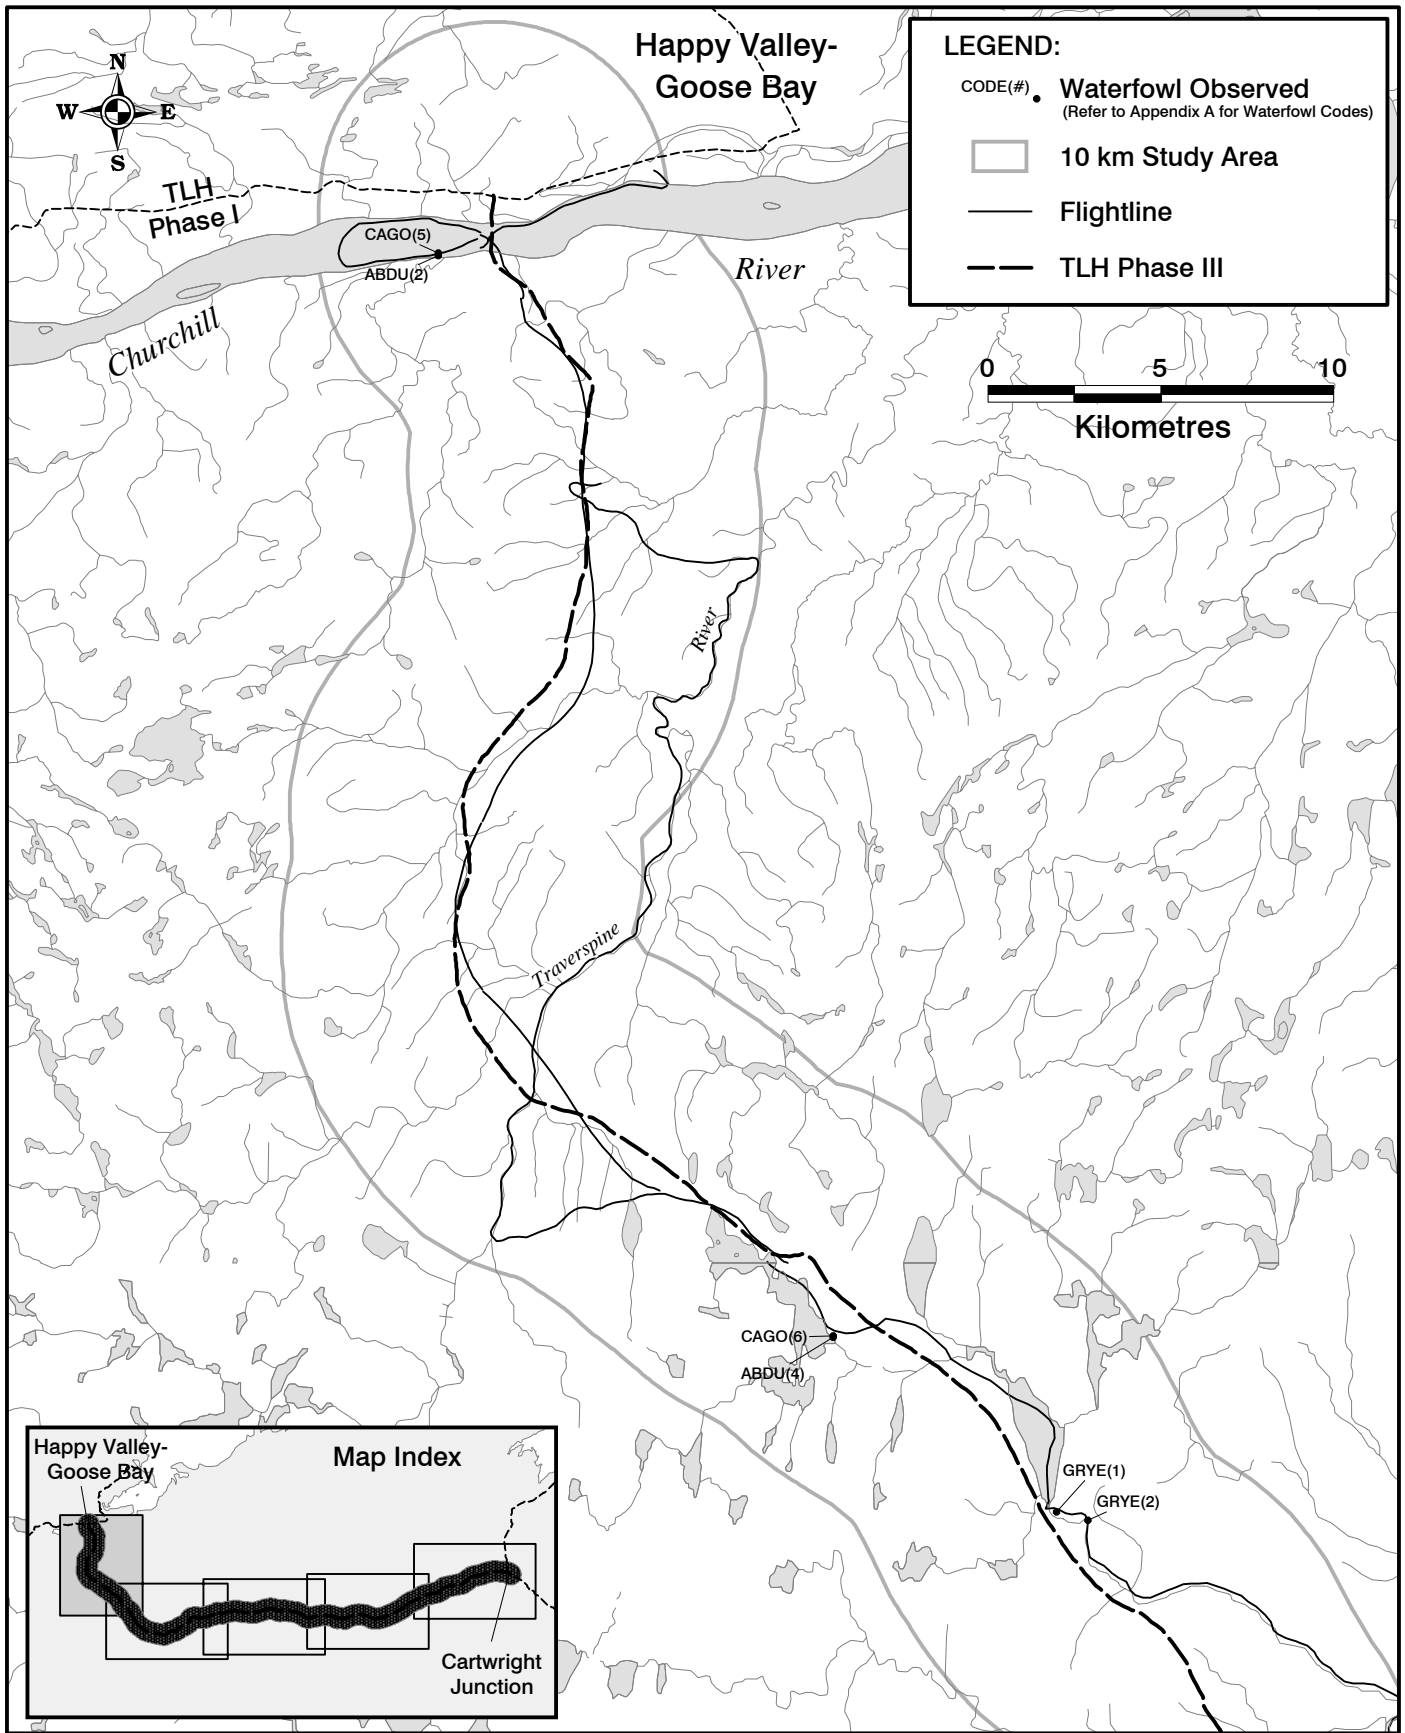 Happy Valley-
Goose Bay
N
W E
S
TLH
Phase I
CAGO(5)
ABDU(2)
River
Churchill
LEGEND:
CODE(#) Waterfowl Observed
(Refer to Appendix A for Waterfowl Codes)
10 km Study Area
Flightline
TLH Phase III
0 5 10
Kilometres
River
Traverspine
CAGO(6)
ABDU(4)
GRYE(1)
GRYE(2)
Happy Valley-
Goose Bay
Map Index
Cartwright
Junction